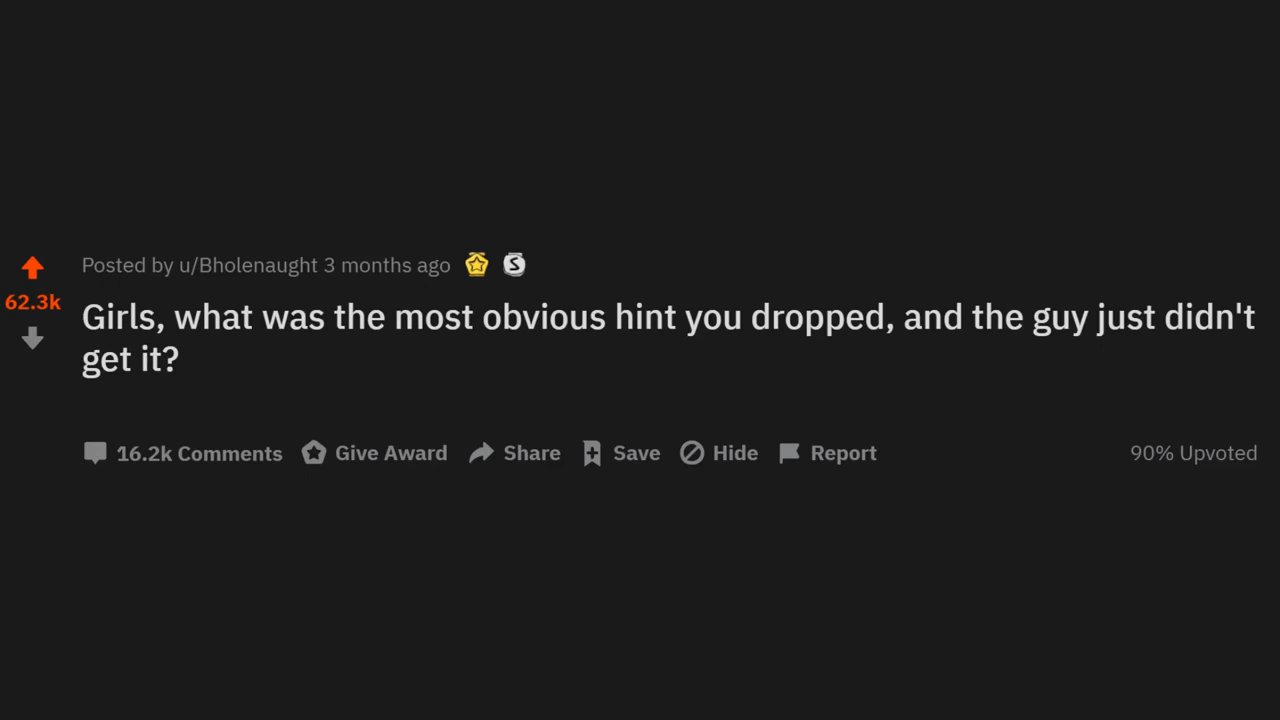 Posted by u/Bholenaught 3 months ago
62.3k
Girls, what was the most obvious hint you dropped, and the guy just didn't
get it?
16.2k Comments Give Award Share Save Hide Report 90% Upvoted